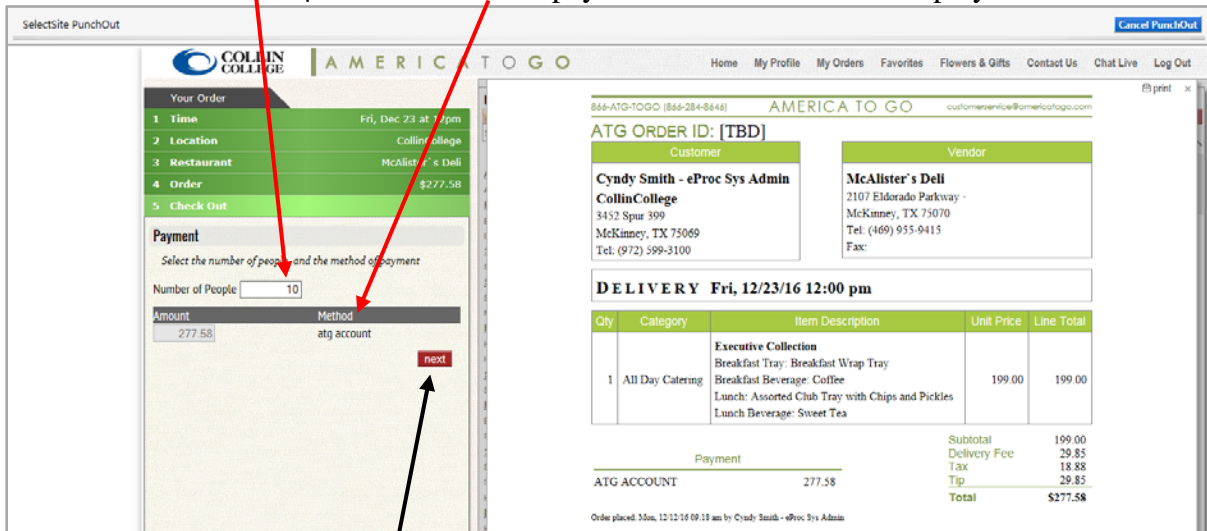 SelectSite PunchOut
Cancel PunchOut
COLLIN COLLEGE
AMERICA TO GO
Home My Profile My Orders Favorites Flowers & Gifts Contact Us Chat Live Log Out
Your Order
1 Time Fri, Dec 23 at 12pm
2 Location CollinCollege
3 Restaurant McAlister`s Deli
4 Order $277.58
5 Check Out
Payment
Select the number of people and the method of payment
Number of People 10
Amount Method
277.58 atg account
next
print ×
866-ATG-TOGO (866-284-8646) AMERICA TO GO customerservice@americatogo.com
ATG ORDER ID: [TBD]
Customer
Cyndy Smith - eProc Sys Admin
CollinCollege
3452 Spur 399
McKinney, TX 75069
Tel: (972) 599-3100
Vendor
McAlister`s Deli
2107 Eldorado Parkway -
McKinney, TX 75070
Tel: (469) 955-9415
Fax:
DELIVERY Fri, 12/23/16 12:00 pm
Qty Category Item Description Unit Price Line Total
Executive Collection
Breakfast Tray: Breakfast Wrap Tray
1 All Day Catering Breakfast Beverage: Coffee 199.00 199.00
Lunch: Assorted Club Tray with Chips and Pickles
Lunch Beverage: Sweet Tea
Subtotal 199.00
Delivery Fee 29.85
Tax 18.88
Tip 29.85
Total $277.58
Payment
ATG ACCOUNT 277.58
Order placed: Mon, 12/12/16 09:18 am by Cyndy Smith - eProc Sys Admin